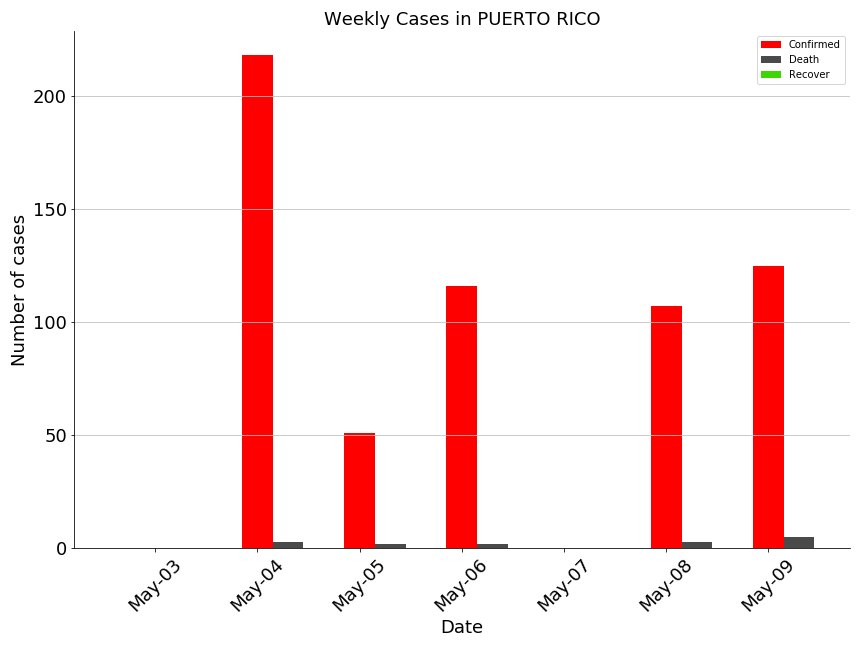 Weekly Cases in PUERTO RICO
Confirmed
Death
Recover
Number of cases
200
150
100
50
0
May-03
May-04
May-05
May-06
May-07
May-08
May-09
Date